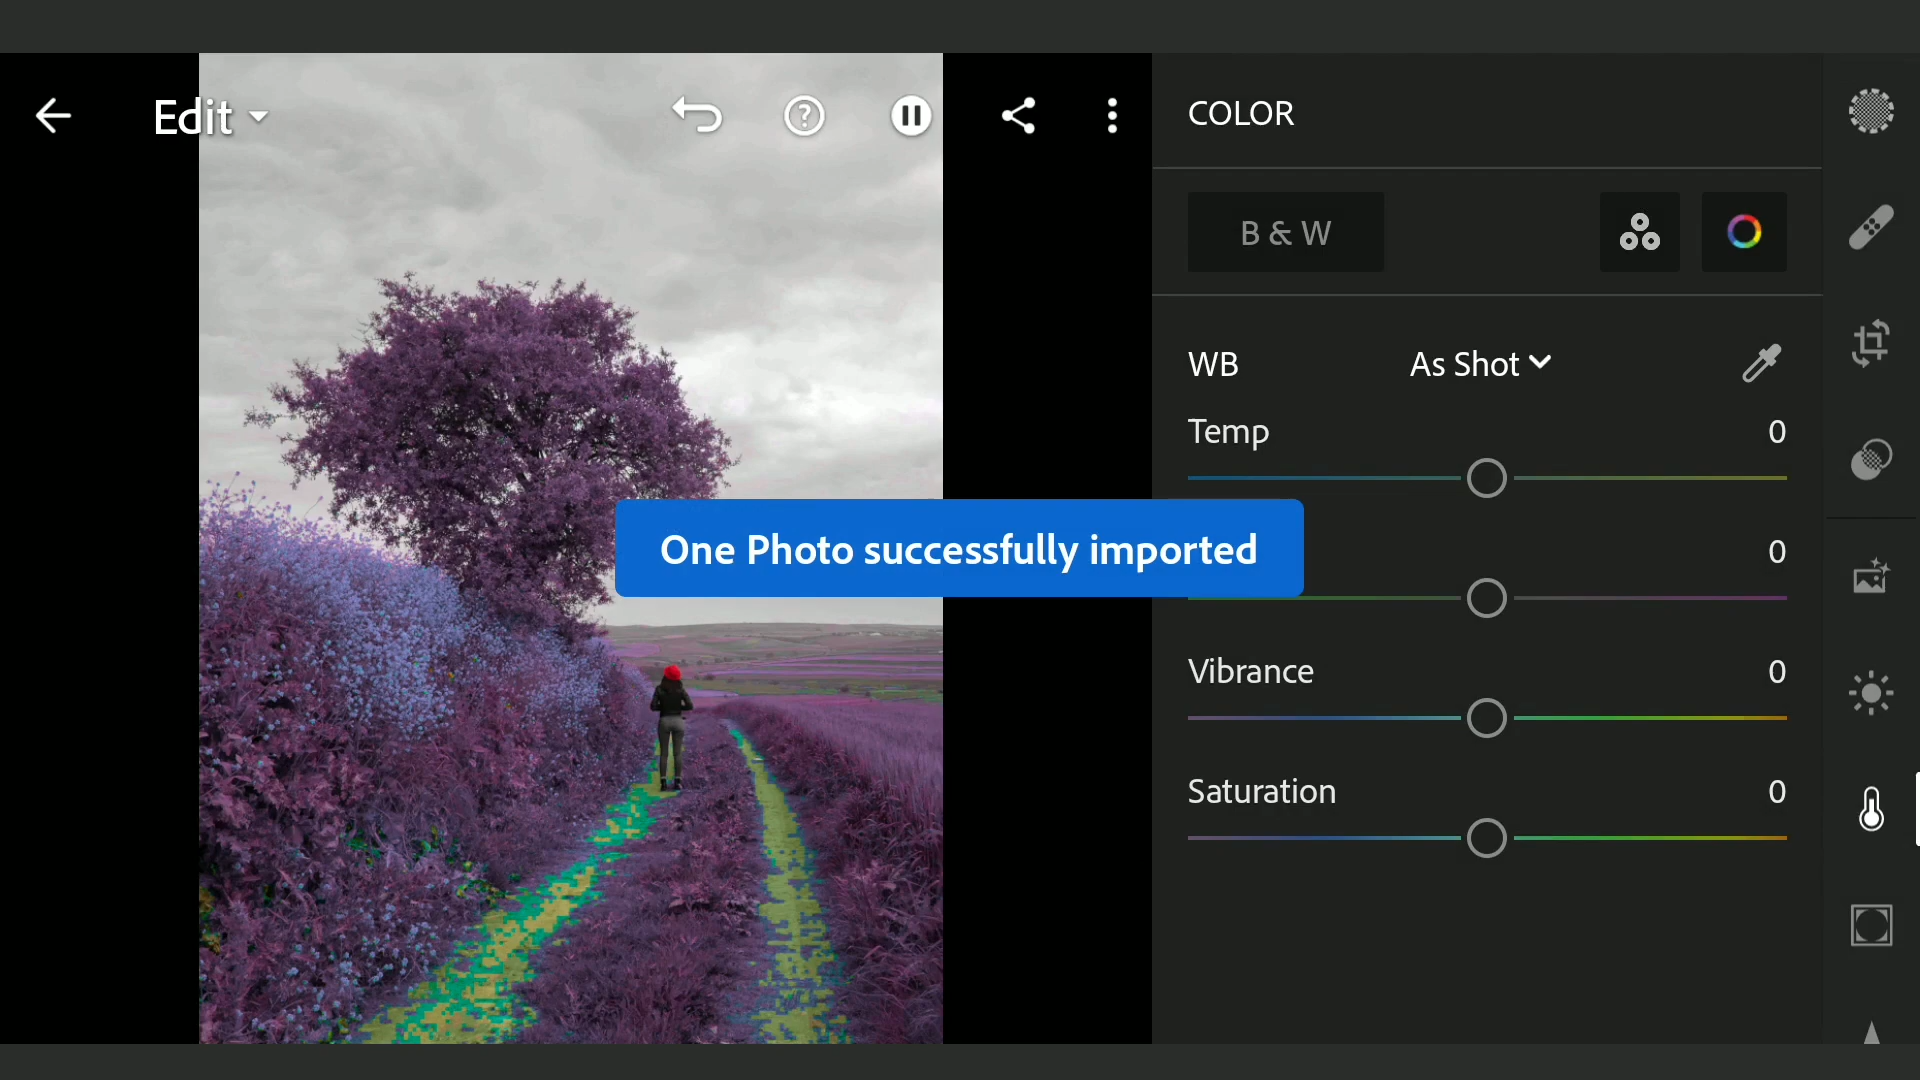 Edit
COLOR
B & W
WB As Shot
Temp 0
0
One Photo successfully imported
Vibrance 0
Saturation 0